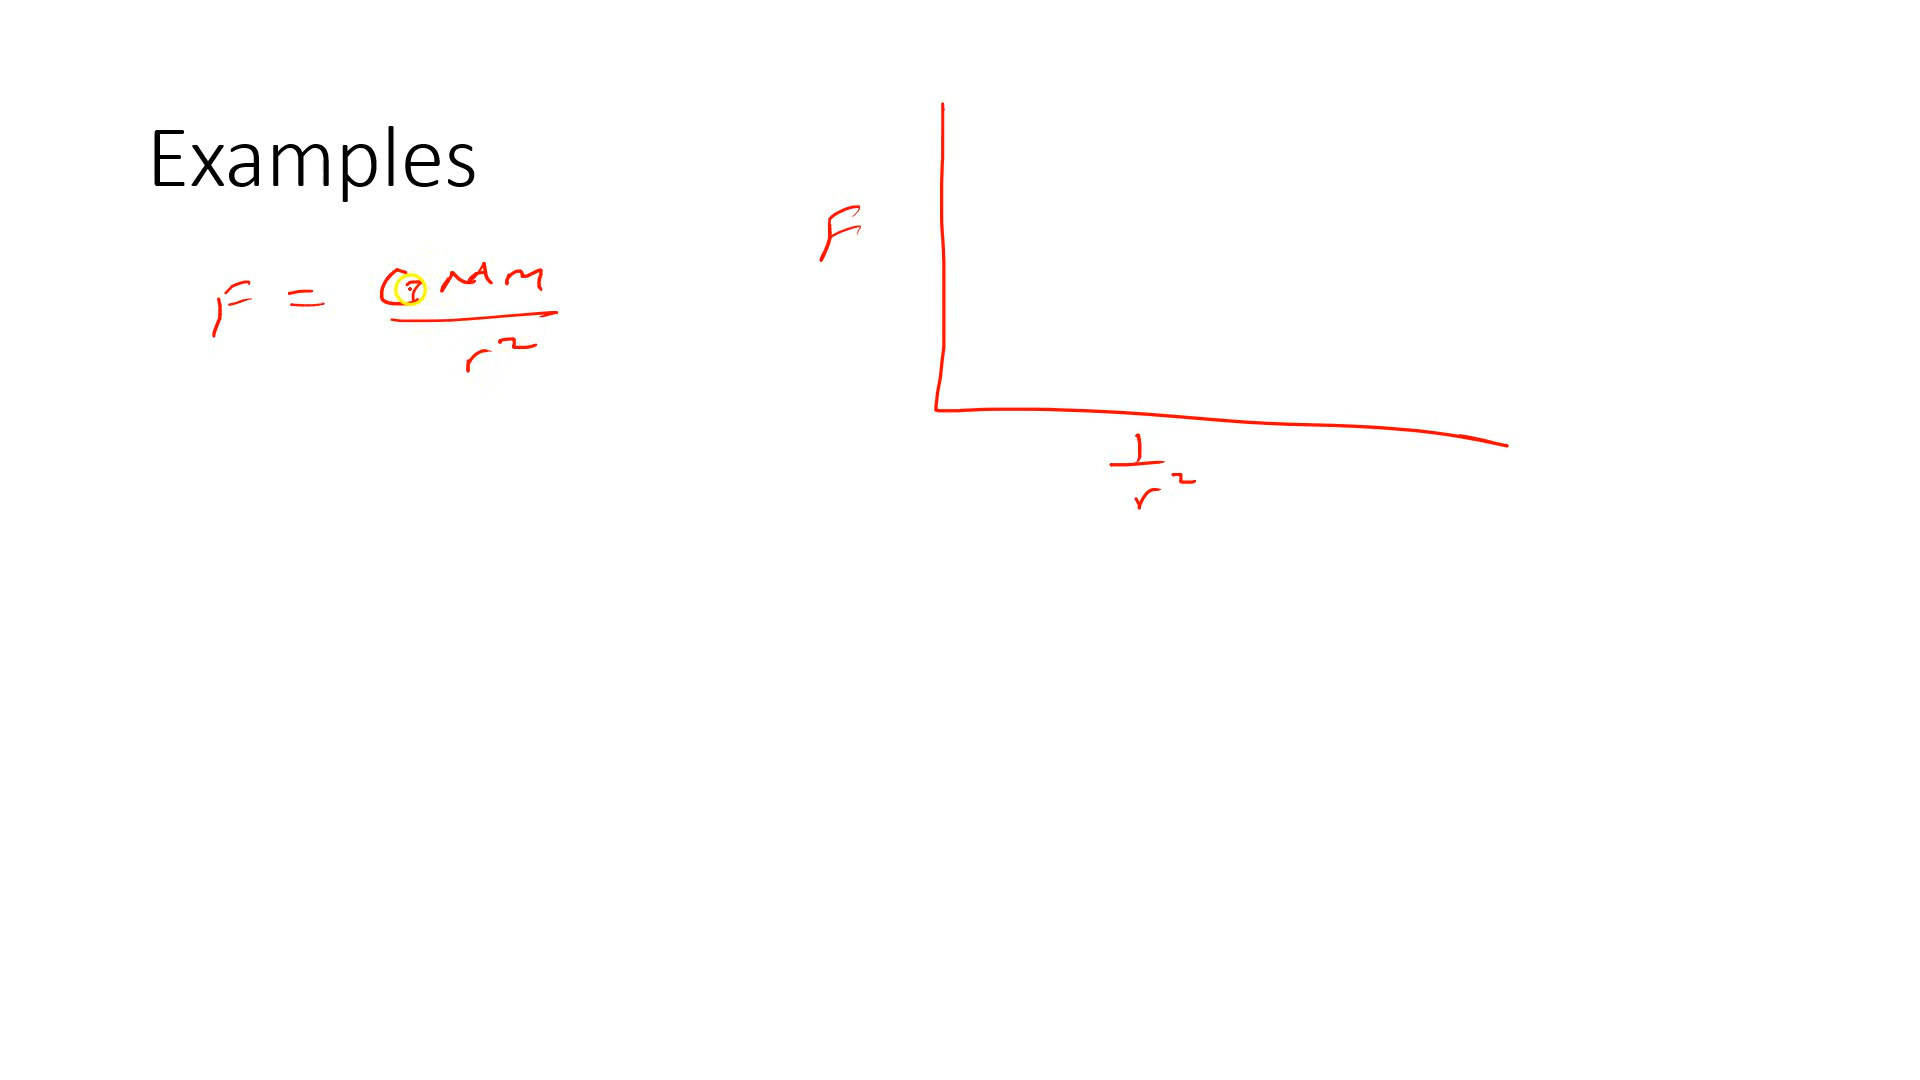 Examples
F = GMm
r²
F
1
r²